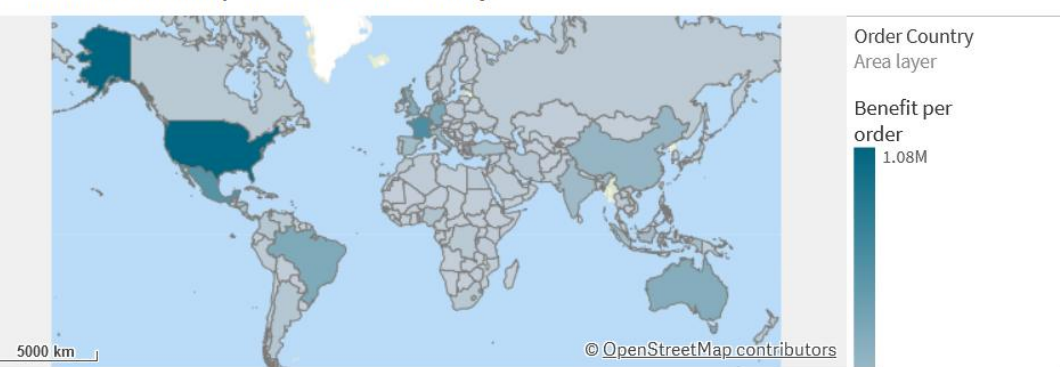 5000 km
© OpenStreetMap contributors
Order Country
Area layer
Benefit per
order
1.08M